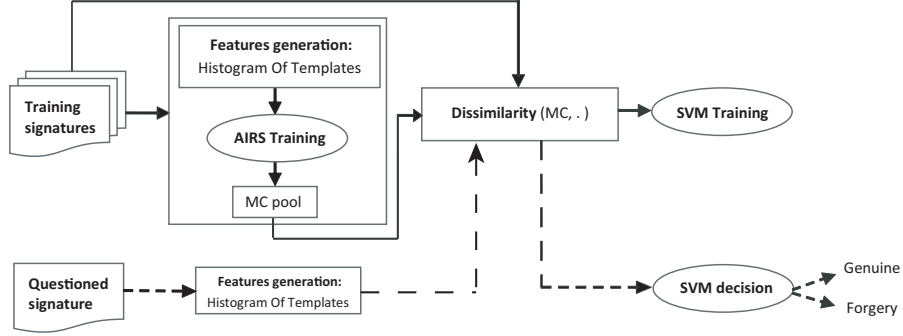 Features generation:
Histogram Of Templates
Training
signatures
AIRS Training
MC pool
Dissimilarity (MC, . )
SVM Training
Questioned
signature
Features generation:
Histogram Of Templates
SVM decision
Genuine
Forgery